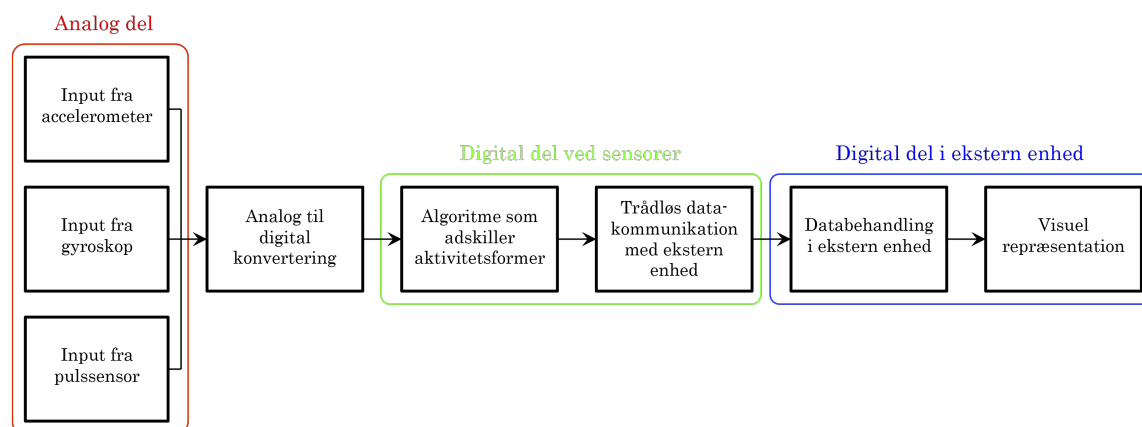 Analog del
Input fra
accelerometer
Input fra
gyroskop
Input fra
pulssensor
Analog til
digital
konvertering
Digital del ved sensorer
Algoritme som
adskiller
aktivitetsformer
Trådløs data-
kommunikation
med ekstern
enhed
Digital del i ekstern enhed
Databehandling
i ekstern enhed
Visuel
repræsentation